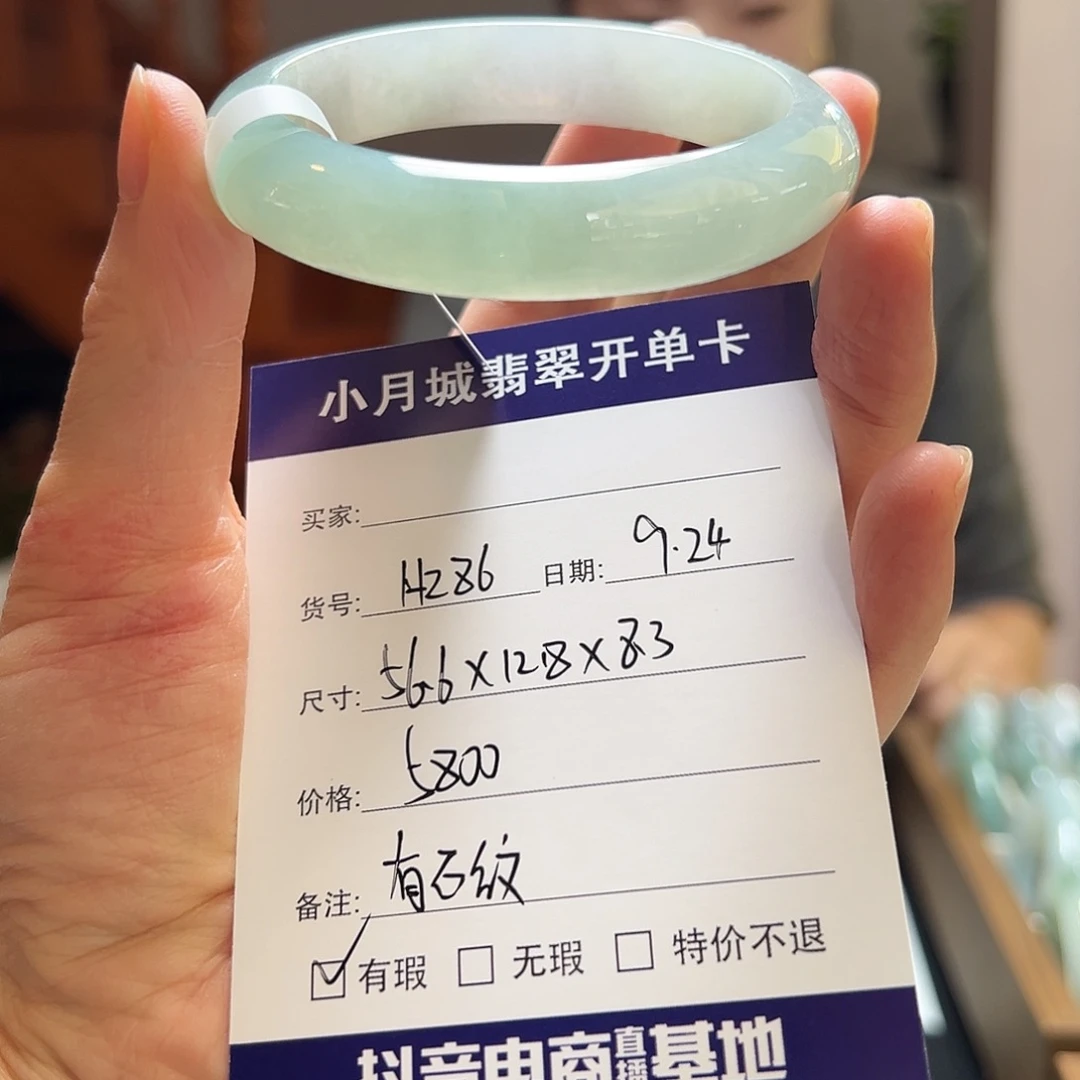 小月城翡翠开单卡
买家:
货号: HZ86 日期: 9.24
尺寸: 56.6X12.8X8.3
价格: 5800
备注: 有石纹
有瑕 无瑕 特价不退
抖音电商直播基地